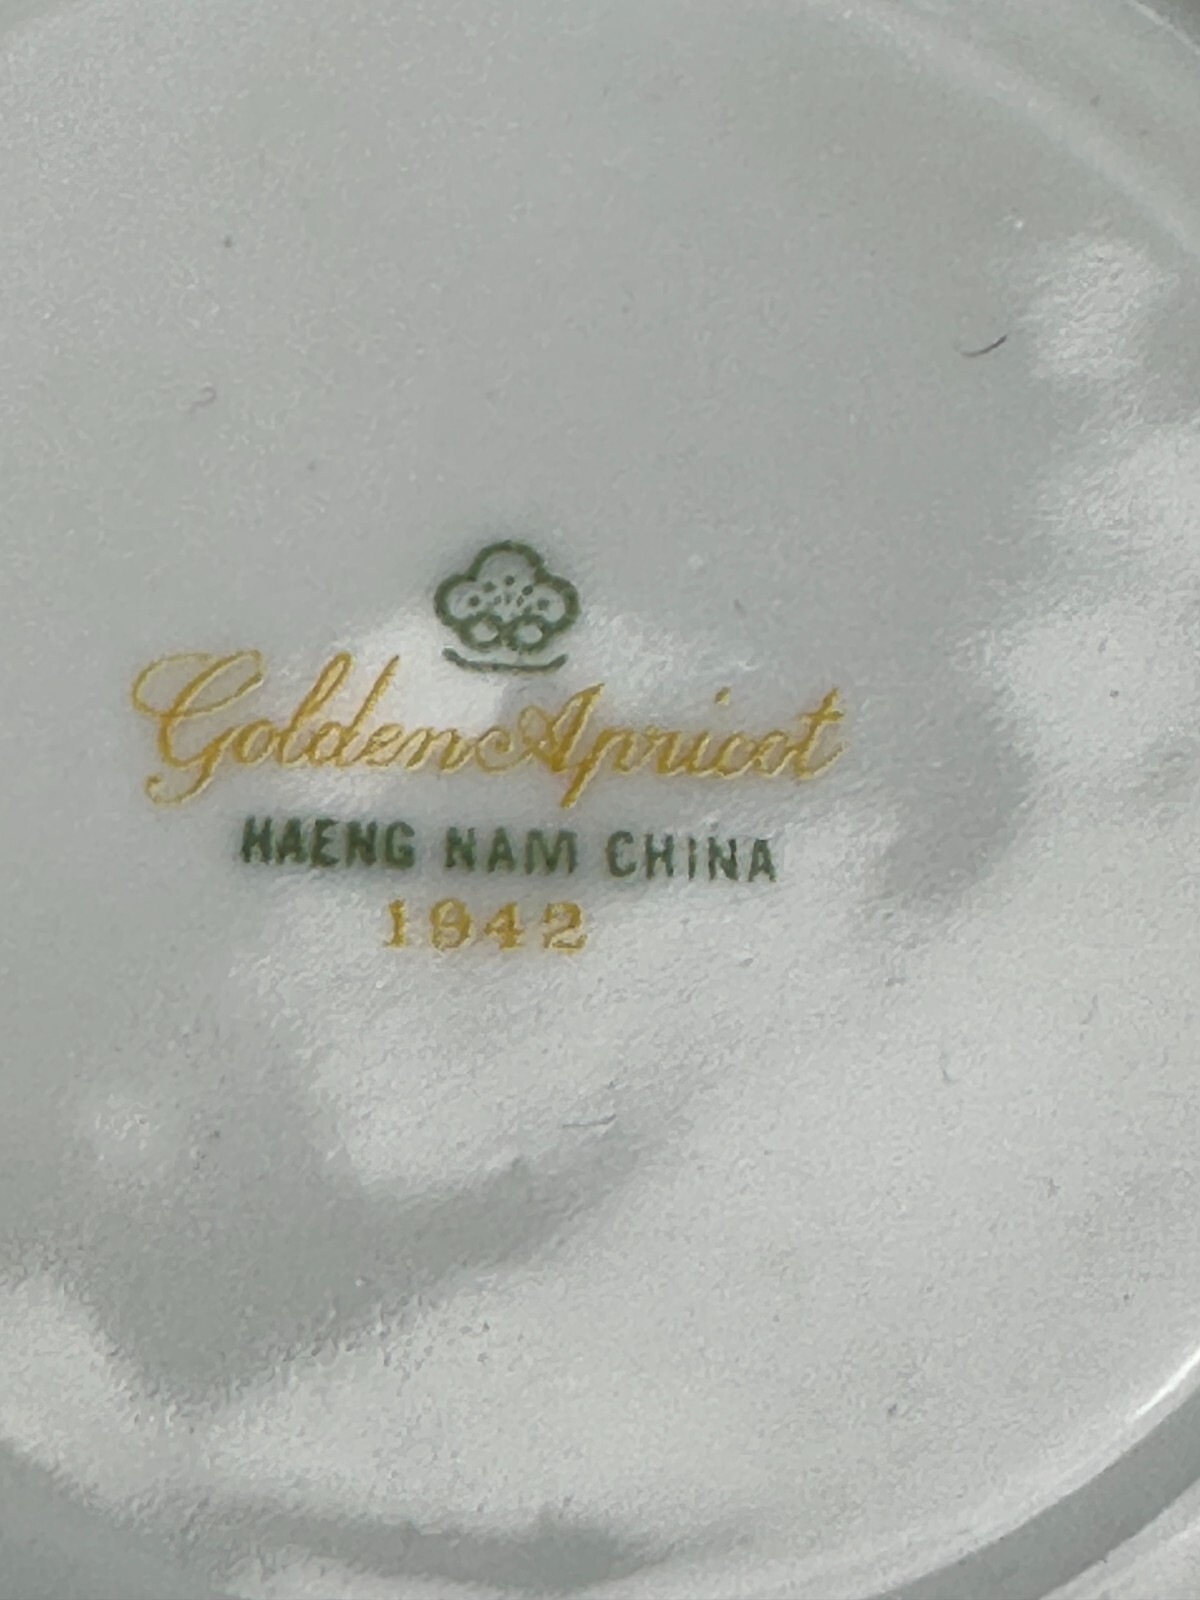 Golden Apricot
HAENG NAM CHINA
1942